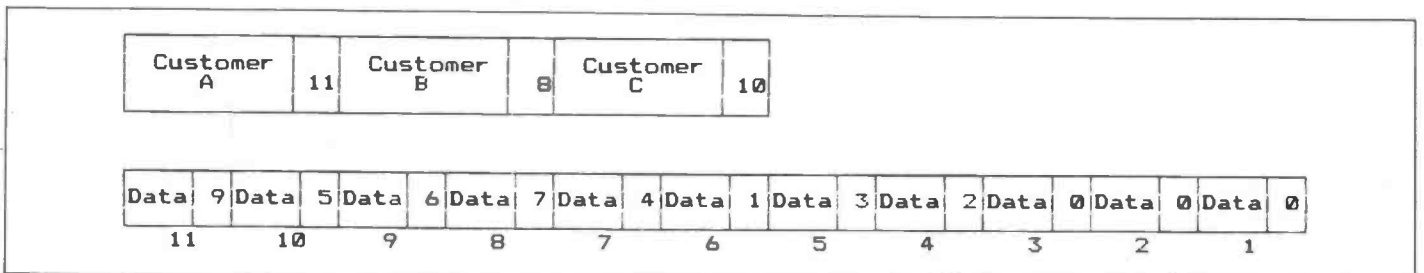 Customer Customer Customer
A 11 B 8 C 10
Data 9 Data 5 Data 6 Data 7 Data 4 Data 1 Data 3 Data 2 Data 0 Data 0 Data 0
11 10 9 8 7 6 5 4 3 2 1